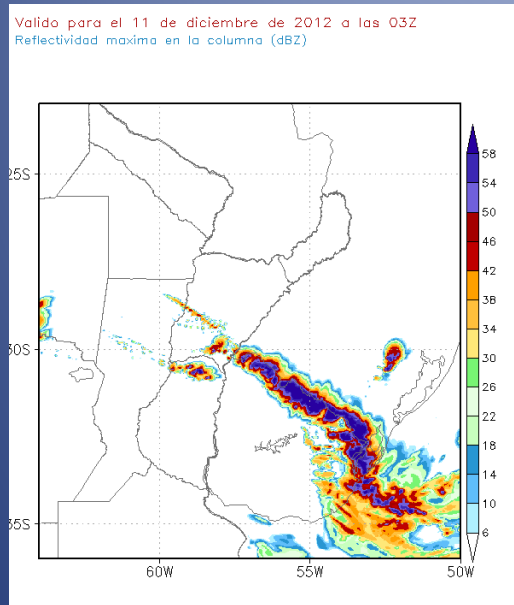 Valido para el 11 de diciembre de 2012 a las 03Z
Reflectividad maxima en la columna (dBZ)
58
25S
54
50
46
42
38
34
30S
30
26
22
18
14
35S
10
6
60W
55W
50W